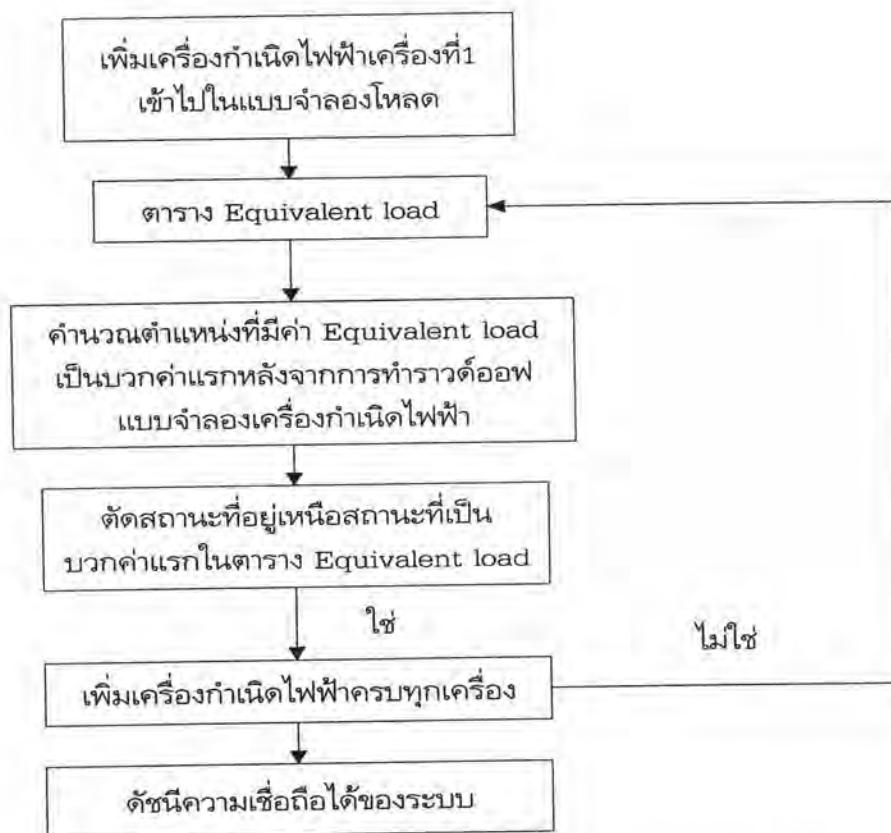 เพิ่มเครื่องกำเนิดไฟฟ้าเครื่องที่1
เข้าไปในแบบจำลองโหลด
ตาราง Equivalent load
คำนวณตำแหน่งที่มีค่า Equivalent load
เป็นบวกค่าแรกหลังจากการทำราวด์ออฟ
แบบจำลองเครื่องกำเนิดไฟฟ้า
ตัดสถานะที่อยู่เหนือสถานะที่เป็น
บวกค่าแรกในตาราง Equivalent load
ใช่
ไม่ใช่
เพิ่มเครื่องกำเนิดไฟฟ้าครบทุกเครื่อง
ดัชนีความเชื่อถือได้ของระบบ